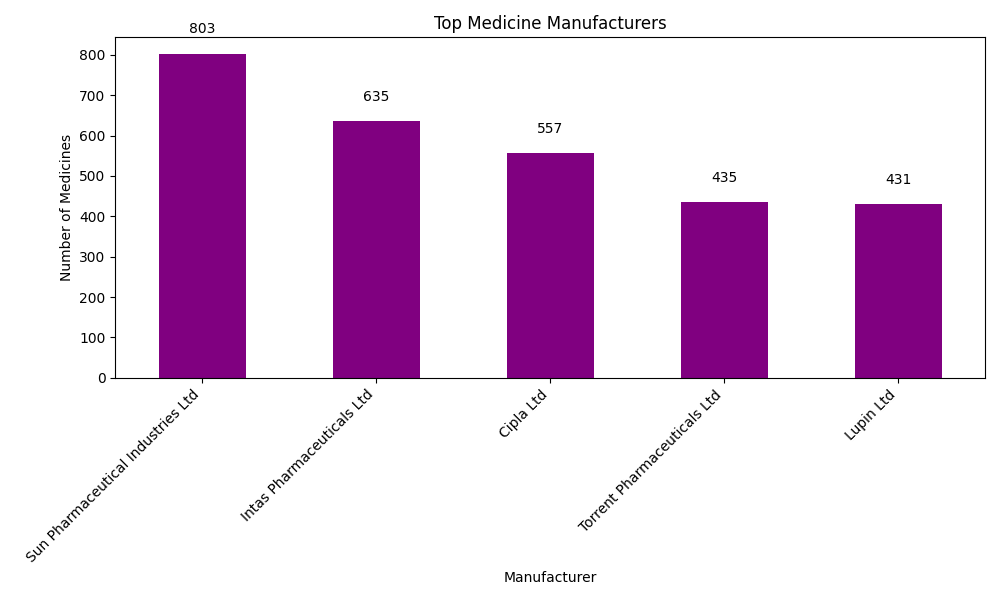 Top Medicine Manufacturers
803
635
557
435
431
800
700
600
500
400
300
200
100
0
Number of Medicines
Sun Pharmaceutical Industries Ltd
Intas Pharmaceuticals Ltd
Cipla Ltd
Torrent Pharmaceuticals Ltd
Lupin Ltd
Manufacturer